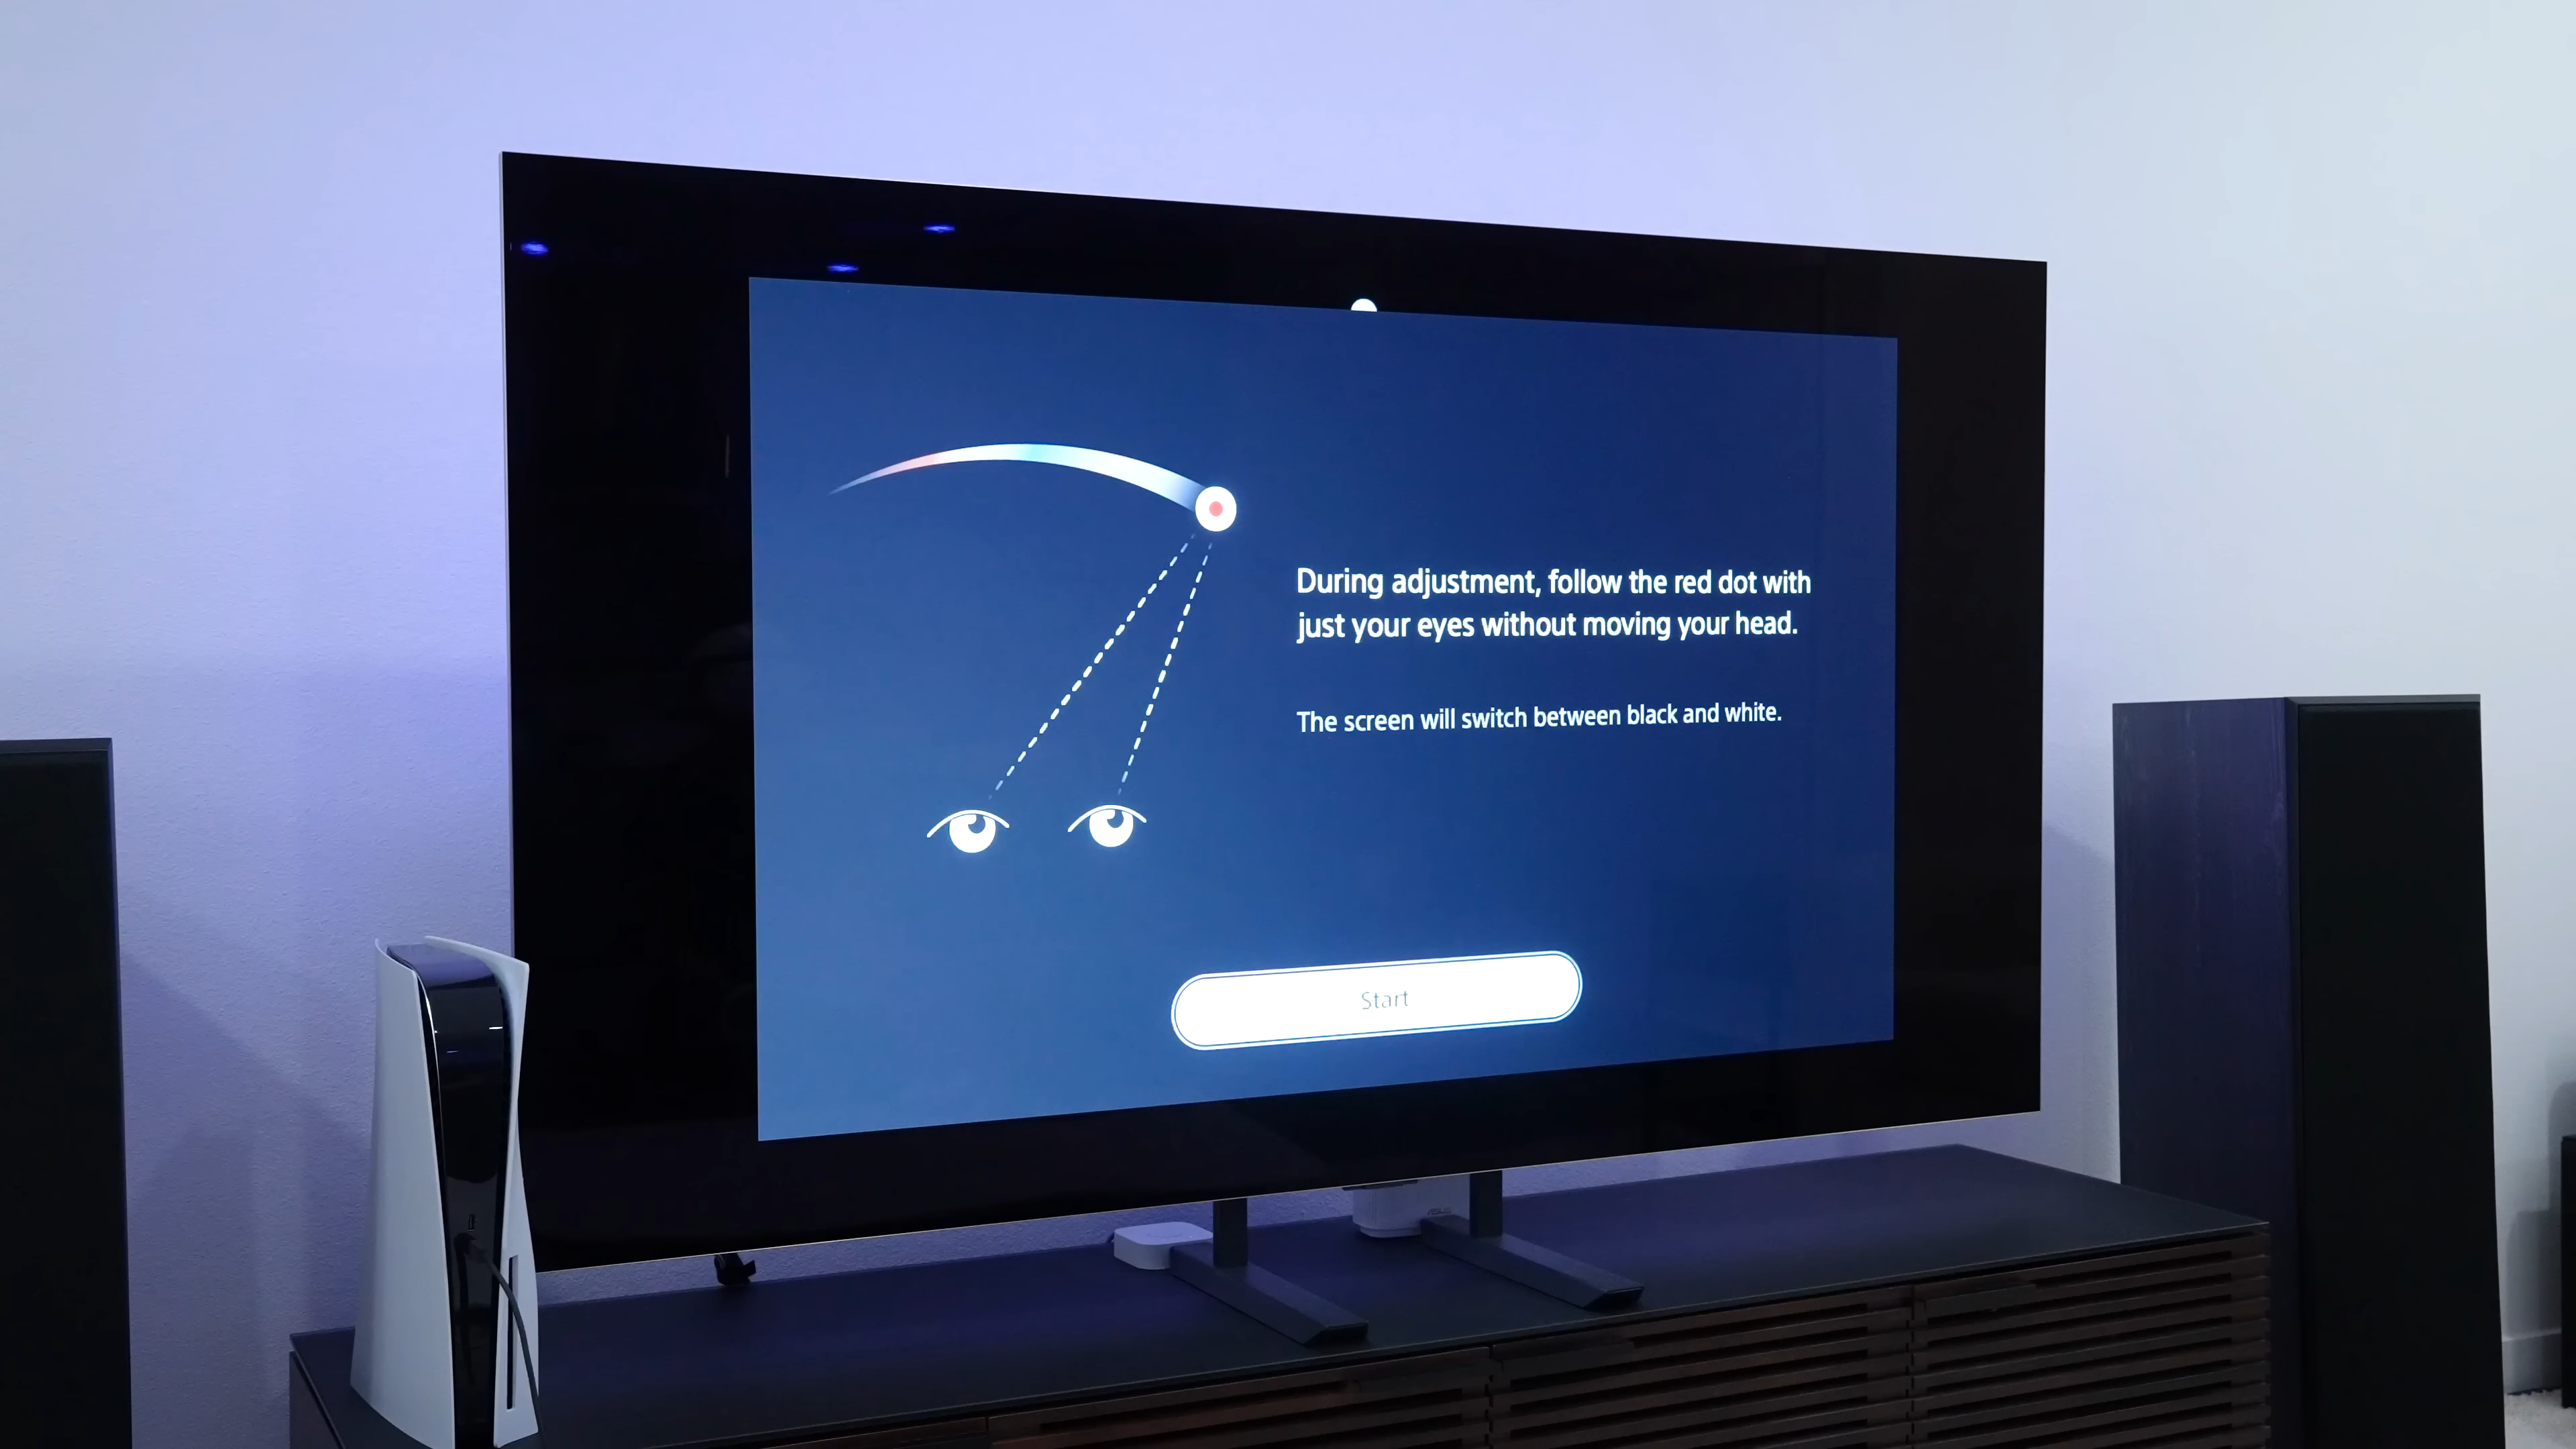 During adjustment, follow the red dot with
just your eyes without moving your head.
The screen will switch between black and white.
Start